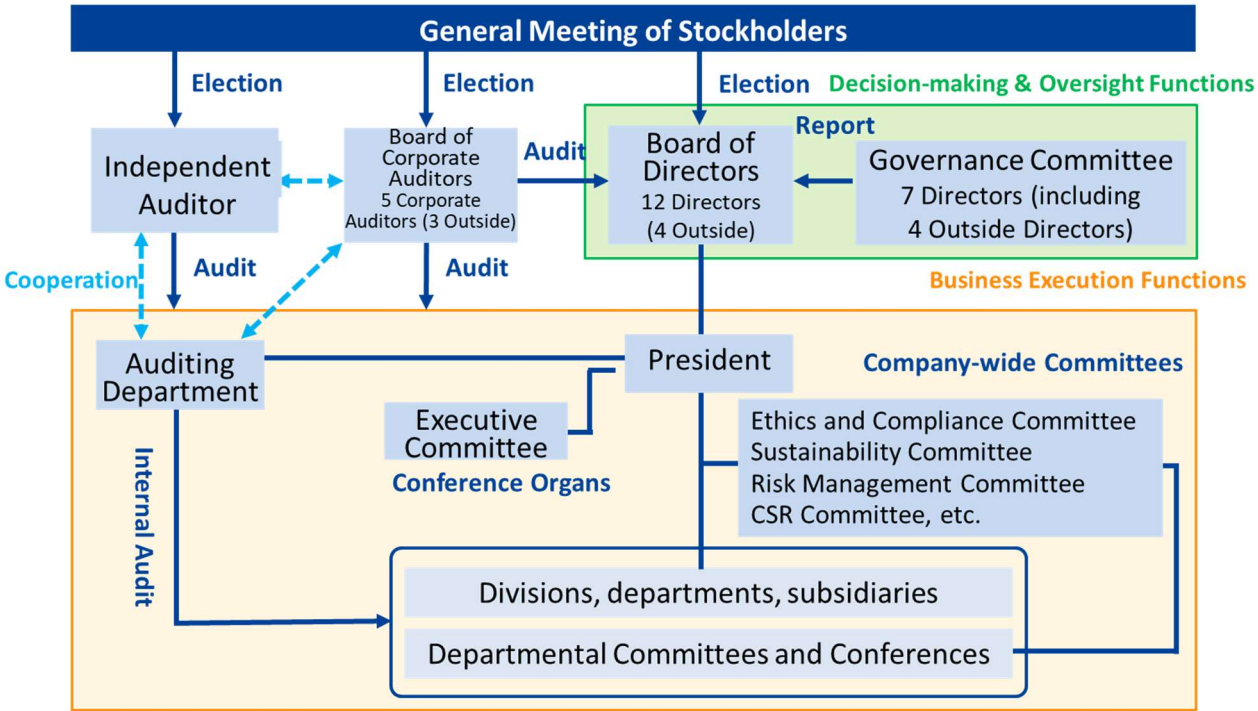 General Meeting of Stockholders
Election
Election
Election
Decision-making & Oversight Functions
Independent
Auditor
Board of
Corporate
Auditors
5 Corporate
Auditors (3 Outside)
Audit
Board of
Directors
12 Directors
(4 Outside)
Report
Governance Committee
7 Directors (including
4 Outside Directors)
Cooperation
Audit
Audit
Business Execution Functions
Auditing
Department
President
Company-wide Committees
Executive
Committee
Conference Organs
Ethics and Compliance Committee
Sustainability Committee
Risk Management Committee
CSR Committee, etc.
Internal Audit
Divisions, departments, subsidiaries
Departmental Committees and Conferences